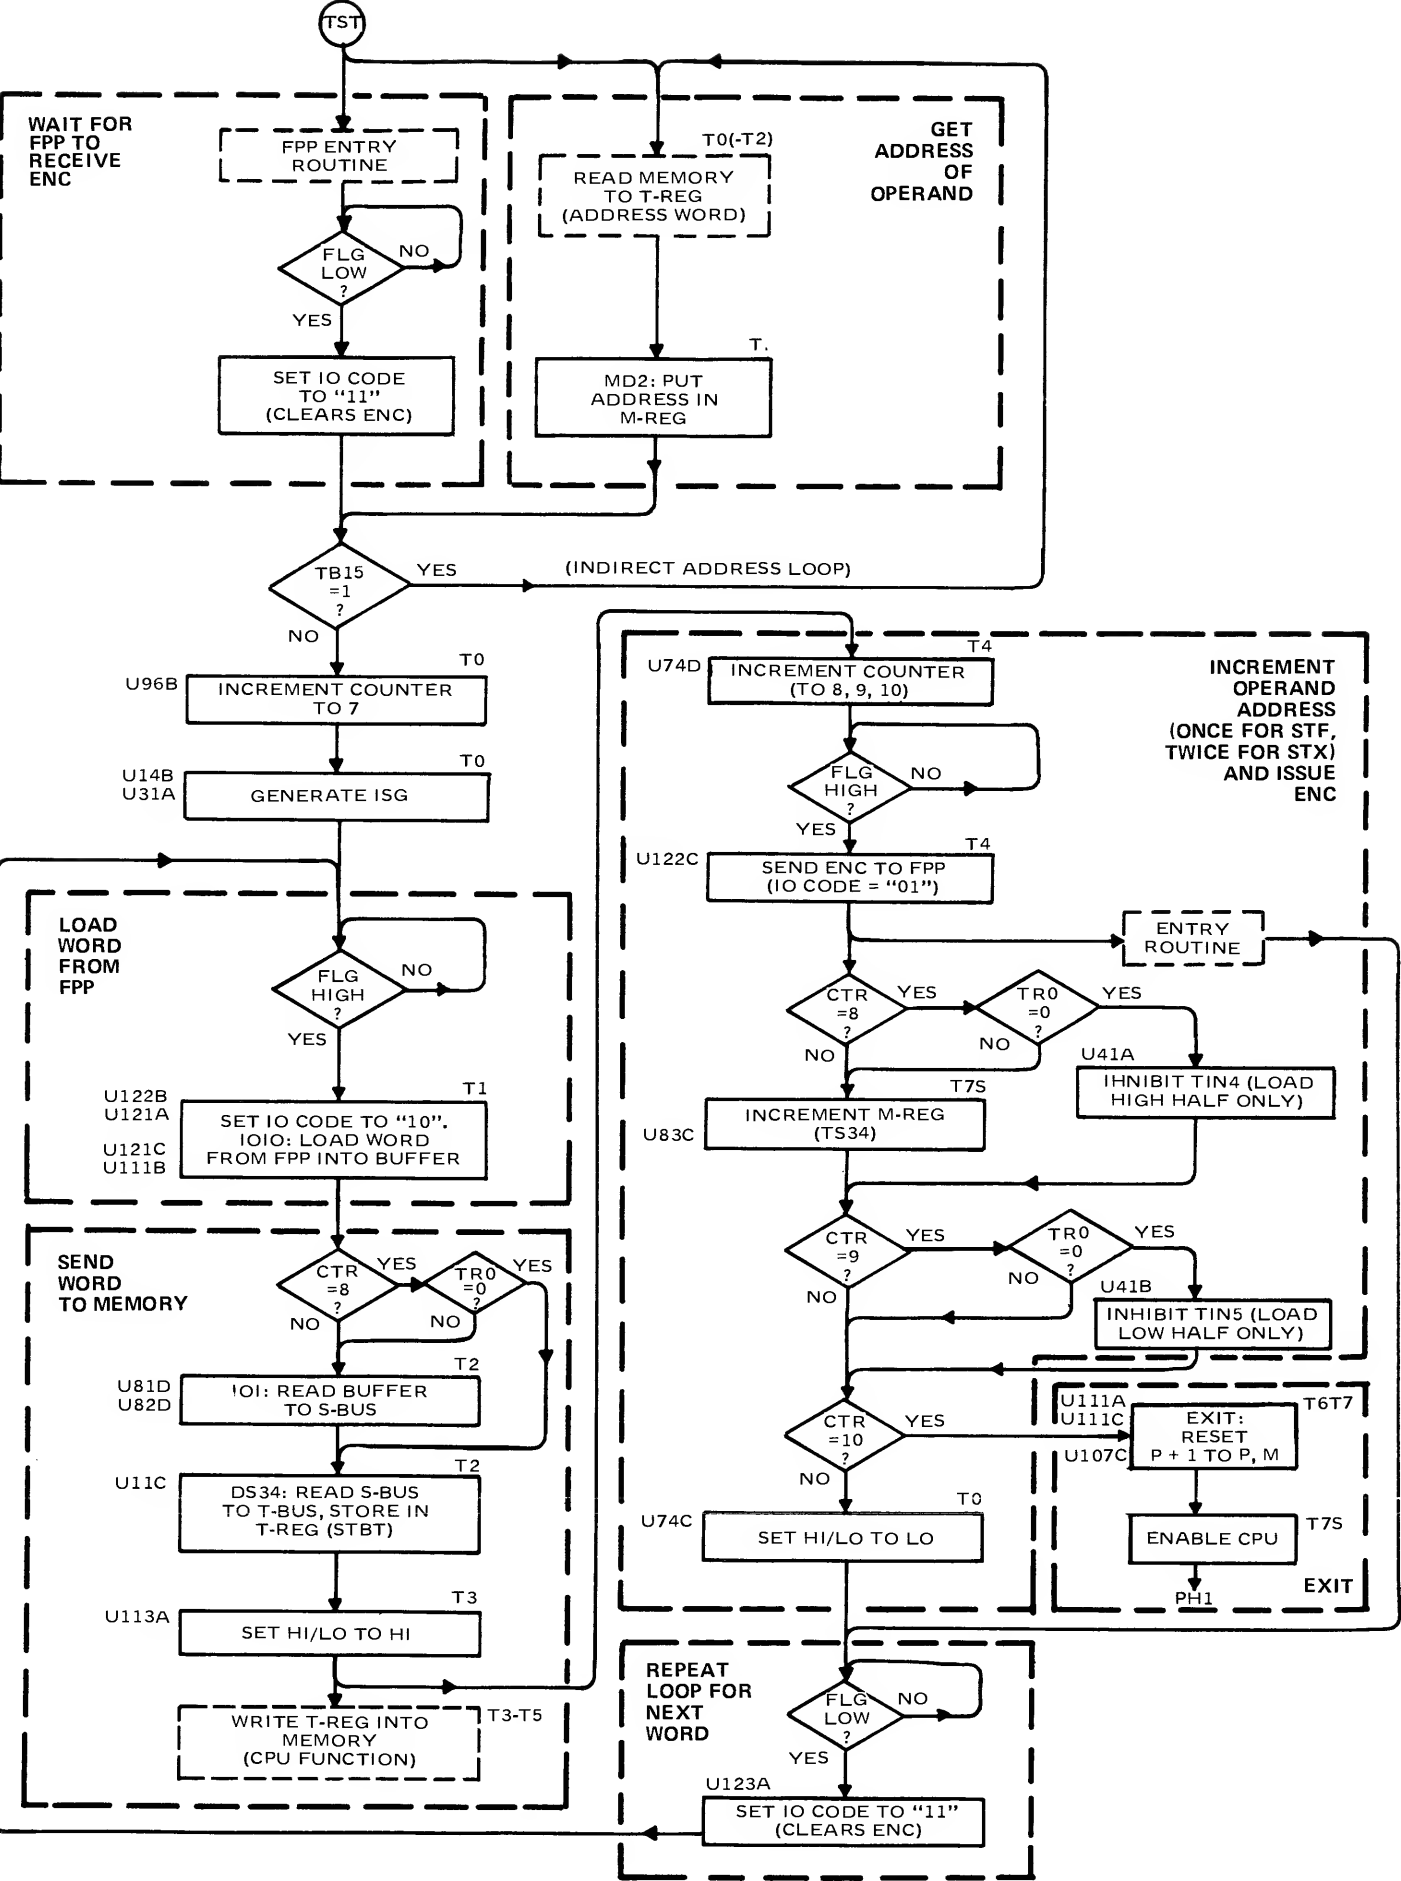 TST
WAIT FOR
FPP TO
RECEIVE
ENC
FPP ENTRY
ROUTINE
FLG
LOW
?
NO
YES
SET IO CODE
TO “11”
(CLEARS ENC)
GET
ADDRESS
OF
OPERAND
T0(-T2)
READ MEMORY
TO T-REG
(ADDRESS WORD)
MD2: PUT
ADDRESS IN
M-REG
TB15
=1
?
YES
(INDIRECT ADDRESS LOOP)
NO
T0
U96B
INCREMENT COUNTER
TO 7
T0
U14B
U31A
GENERATE ISG
LOAD
WORD
FROM
FPP
FLG
HIGH
?
NO
YES
T1
U122B
U121A
U121C
U111B
SET IO CODE TO “10”.
IOIO: LOAD WORD
FROM FPP INTO BUFFER
SEND
WORD
TO MEMORY
CTR
=8
?
YES
NO
TR0
=0
?
YES
NO
T2
U81D
U82D
IOI: READ BUFFER
TO S-BUS
T2
U11C
DS34: READ S-BUS
TO T-BUS, STORE IN
T-REG (STBT)
T3
U113A
SET HI/LO TO HI
T3-T5
WRITE T-REG INTO
MEMORY
(CPU FUNCTION)
INCREMENT
OPERAND
ADDRESS
(ONCE FOR STF,
TWICE FOR STX)
AND ISSUE
ENC
T4
U74D
INCREMENT COUNTER
(TO 8, 9, 10)
FLG
HIGH
?
NO
YES
T4
U122C
SEND ENC TO FPP
(IO CODE = “01”)
ENTRY
ROUTINE
CTR
=8
?
YES
NO
TR0
=0
?
YES
NO
U41A
IHNIBIT TIN4 (LOAD
HIGH HALF ONLY)
T7S
U83C
INCREMENT M-REG
(TS34)
CTR
=9
?
YES
NO
TR0
=0
?
YES
NO
U41B
INHIBIT TIN5 (LOAD
LOW HALF ONLY)
CTR
=10
?
YES
NO
U111A
U111C
U107C
T6T7
EXIT:
RESET
P + 1 TO P, M
T7S
ENABLE CPU
PH1
EXIT
T0
U74C
SET HI/LO TO LO
REPEAT
LOOP FOR
NEXT
WORD
FLG
LOW
?
NO
YES
U123A
SET IO CODE TO “11”
(CLEARS ENC)